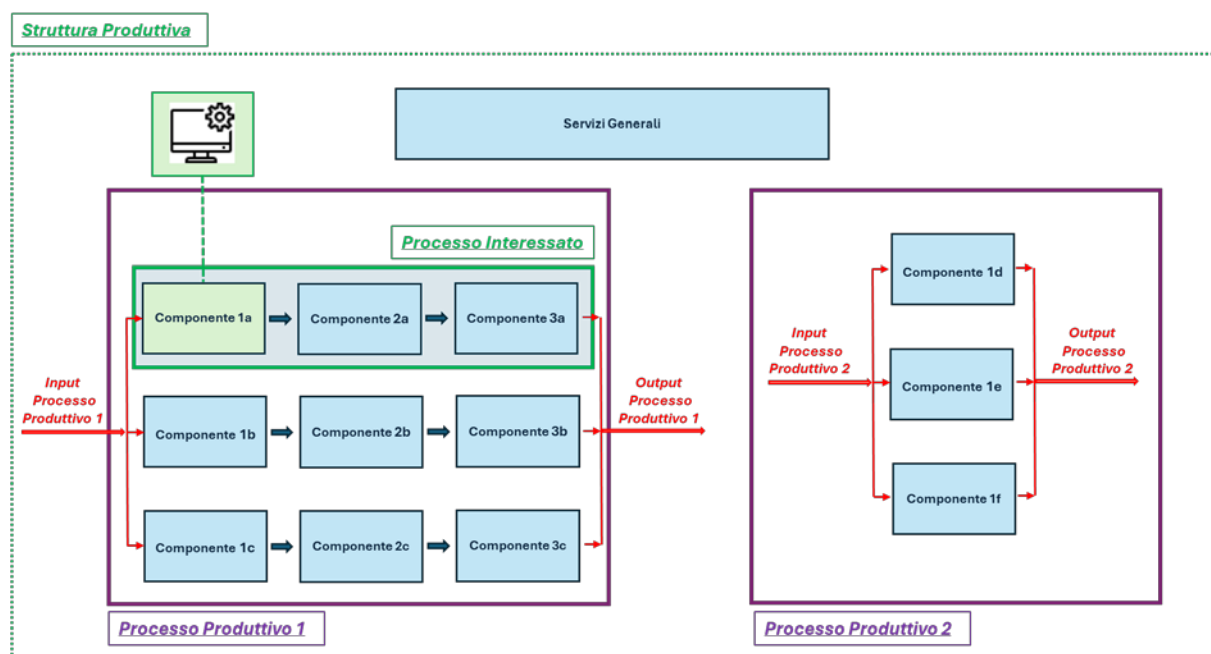 Struttura Produttiva
Servizi Generali
Processo Interessato
Componente 1a
Componente 2a
Componente 3a
Input
Processo
Produttivo 1
Componente 1b
Componente 2b
Componente 3b
Output
Processo
Produttivo 1
Componente 1c
Componente 2c
Componente 3c
Processo Produttivo 1
Componente 1d
Input
Processo
Produttivo 2
Componente 1e
Output
Processo
Produttivo 2
Componente 1f
Processo Produttivo 2